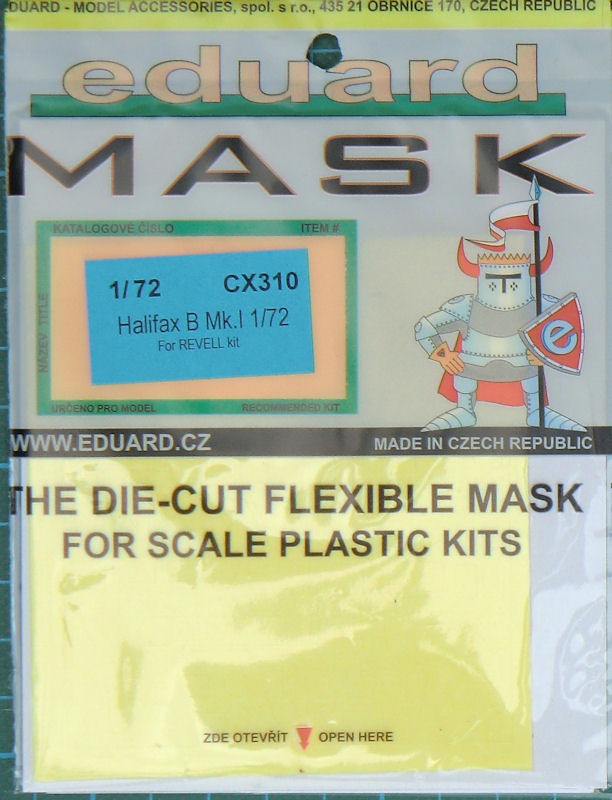 DUARD - MODEL ACCESSORIES, spol. s r.o., 435 21 OBRNICE 170, CZECH REPUBLIC
eduard
MASK
KATALOGOVÉ ČÍSLO ITEM #
NÁZEV TITLE
1/72 CX310
Halifax B Mk.I 1/72
For REVELL kit
URČENO PRO MODEL RECOMMENDED KIT
e
WWW.EDUARD.CZ MADE IN CZECH REPUBLIC
THE DIE-CUT FLEXIBLE MASK
FOR SCALE PLASTIC KITS
ZDE OTEVŘÍT OPEN HERE